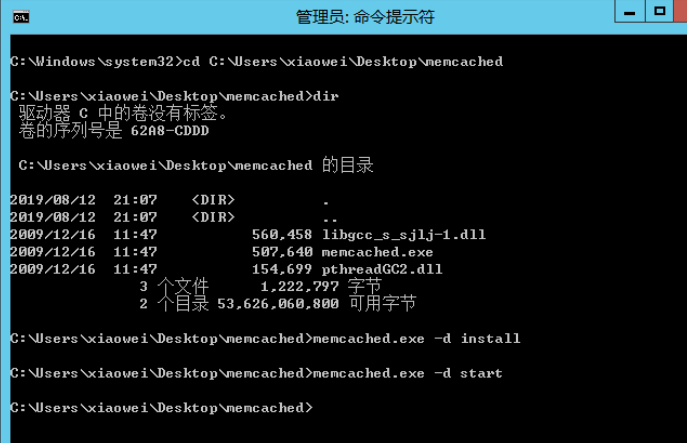 管理员: 命令提示符
C:\Windows\system32>cd C:\Users\xiaowei\Desktop\memcached
C:\Users\xiaowei\Desktop\memcached>dir
驱动器 C 中的卷没有标签。
卷的序列号是 62A8-CDDD
C:\Users\xiaowei\Desktop\memcached 的目录
2019/08/12  21:07    <DIR>          .
2019/08/12  21:07    <DIR>          ..
2009/12/16  11:47           560,458 libgcc_s_sjlj-1.dll
2009/12/16  11:47           507,640 memcached.exe
2009/12/16  11:47           154,699 pthreadGC2.dll
3 个文件      1,222,797 字节
2 个目录 53,626,060,800 可用字节
C:\Users\xiaowei\Desktop\memcached>memcached.exe -d install
C:\Users\xiaowei\Desktop\memcached>memcached.exe -d start
C:\Users\xiaowei\Desktop\memcached>